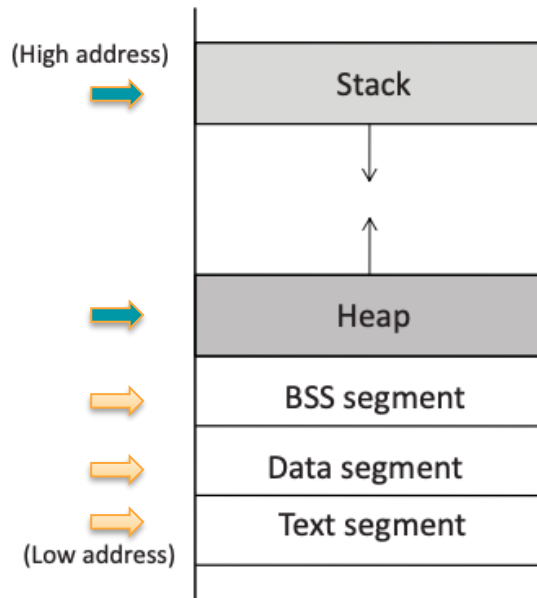 (High address)
Stack
Heap
BSS segment
Data segment
Text segment
(Low address)